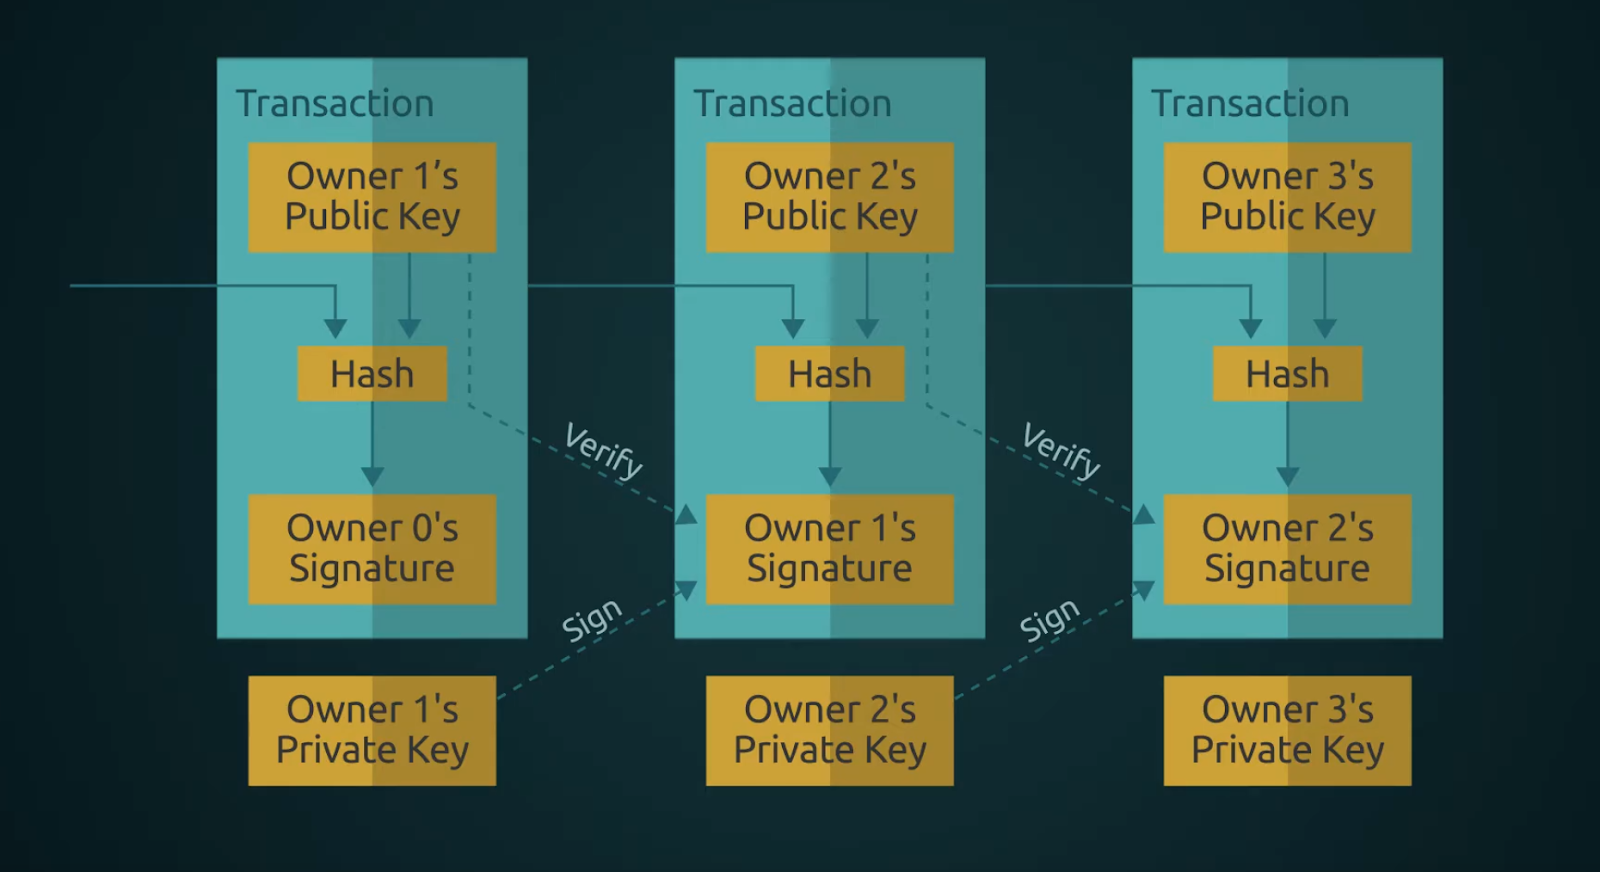 Transaction
Owner 1’s
Public Key
Hash
Owner 0's
Signature
Owner 1's
Private Key
Verify
Sign
Transaction
Owner 2's
Public Key
Hash
Owner 1's
Signature
Owner 2's
Private Key
Verify
Sign
Transaction
Owner 3's
Public Key
Hash
Owner 2's
Signature
Owner 3's
Private Key